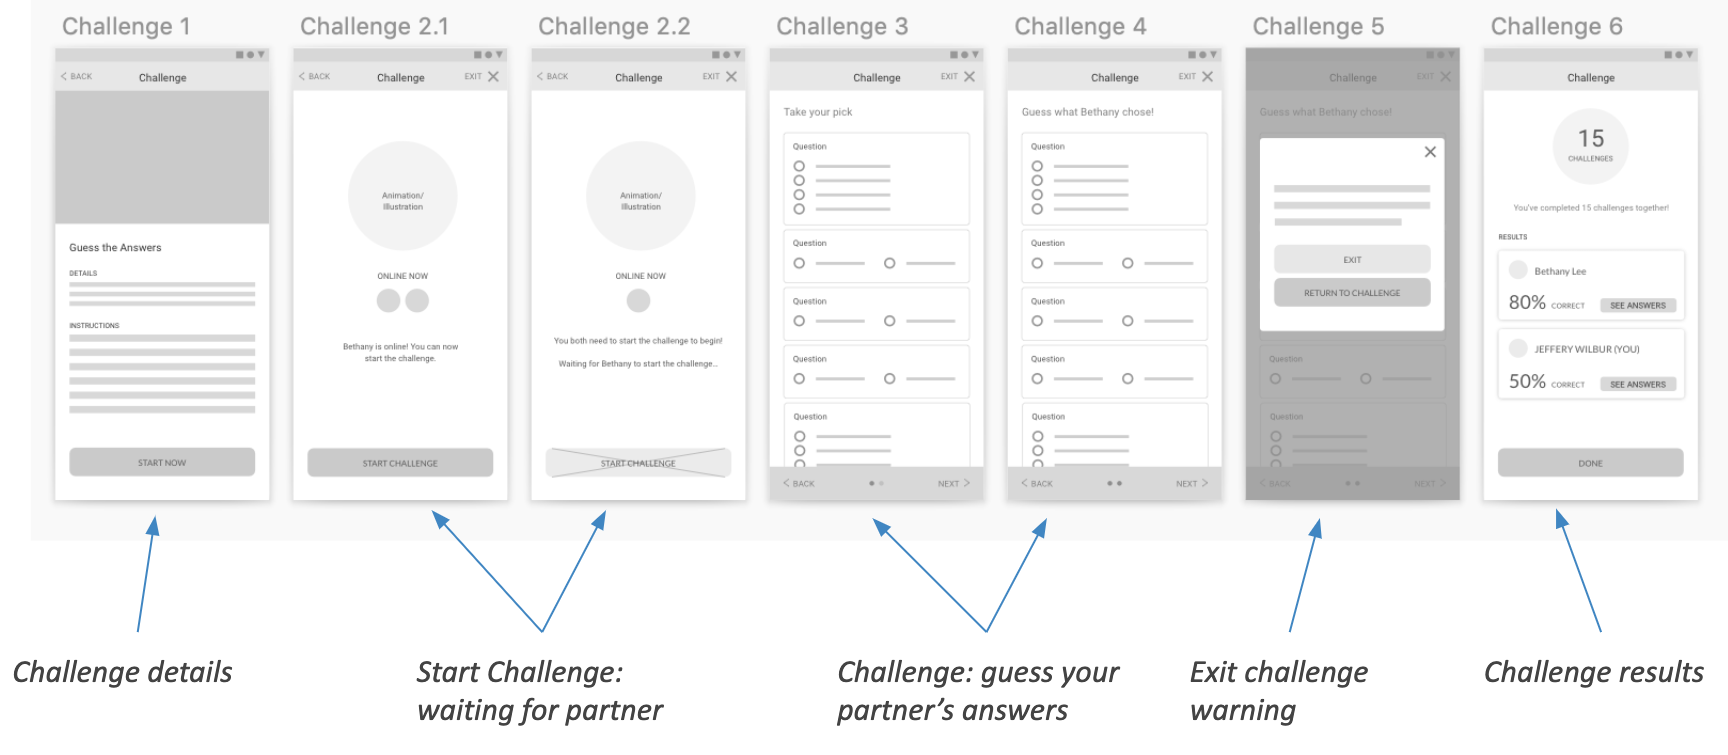 Challenge 1
< BACK
Challenge
Guess the Answers
DETAILS
INSTRUCTIONS
START NOW
Challenge 2.1
< BACK
Challenge
EXIT X
Animation/
Illustration
ONLINE NOW
Bethany is online! You can now
start the challenge.
START CHALLENGE
Challenge 2.2
< BACK
Challenge
EXIT X
Animation/
Illustration
ONLINE NOW
You both need to start the challenge to begin!
Waiting for Bethany to start the challenge...
START CHALLENGE
Challenge 3
Challenge
EXIT X
Take your pick
Question
Question
Question
Question
Question
< BACK
NEXT >
Challenge 4
Challenge
EXIT X
Guess what Bethany chose!
Question
Question
Question
Question
Question
< BACK
NEXT >
Challenge 5
Challenge
EXIT X
Guess what Bethany chose!
X
EXIT
RETURN TO CHALLENGE
Question
Question
< BACK
NEXT >
Challenge 6
Challenge
15
CHALLENGES
You've completed 15 challenges together!
RESULTS
Bethany Lee
80% CORRECT
SEE ANSWERS
JEFFERY WILBUR (YOU)
50% CORRECT
SEE ANSWERS
DONE
Challenge details
Start Challenge:
waiting for partner
Challenge: guess your
partner's answers
Exit challenge
warning
Challenge results